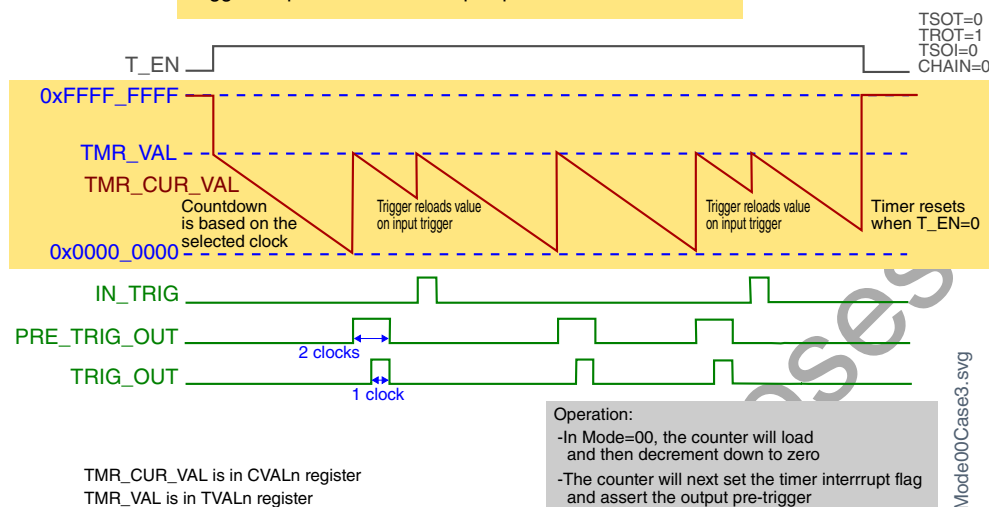 TSOT=0
TROT=1
TSOI=0
CHAIN=0
T_EN
0xFFFF_FFFF
TMR_VAL
TMR_CUR_VAL
Countdown
is based on the
selected clock
Trigger reloads value
on input trigger
Trigger reloads value
on input trigger
Timer resets
when T_EN=0
0x0000_0000
IN_TRIG
PRE_TRIG_OUT
2 clocks
TRIG_OUT
1 clock
Operation:
-In Mode=00, the counter will load
and then decrement down to zero
-The counter will next set the timer interrrupt flag
and assert the output pre-trigger
TMR_CUR_VAL is in CVALn register
TMR_VAL is in TVALn register
Mode00Case3.svg
oses